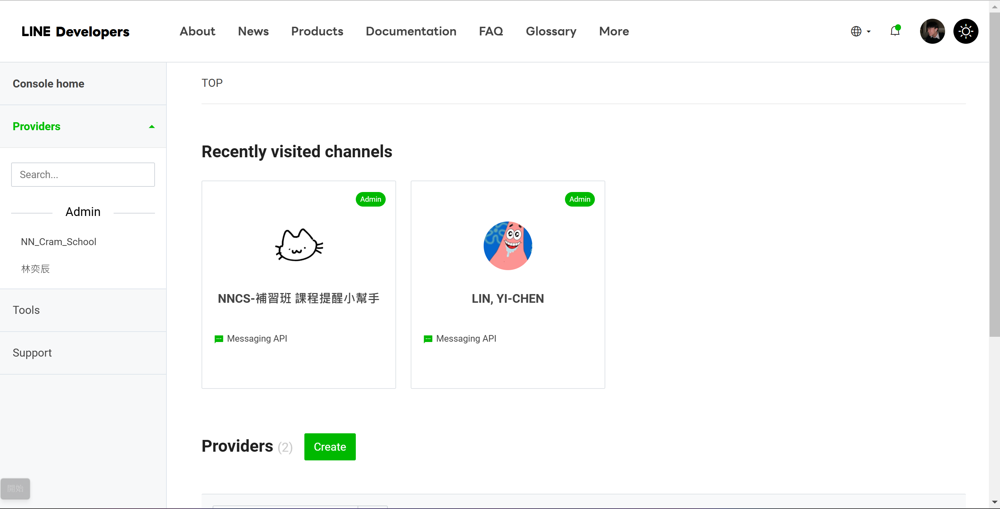 LINE Developers
About News Products Documentation FAQ Glossary More
Console home
Providers
Search...
Admin
NN_Cram_School
林奕辰
Tools
Support
開始
TOP
Recently visited channels
Admin
NNCS-補習班 課程提醒小幫手
Messaging API
Admin
LIN, YI-CHEN
Messaging API
Providers (2)
Create